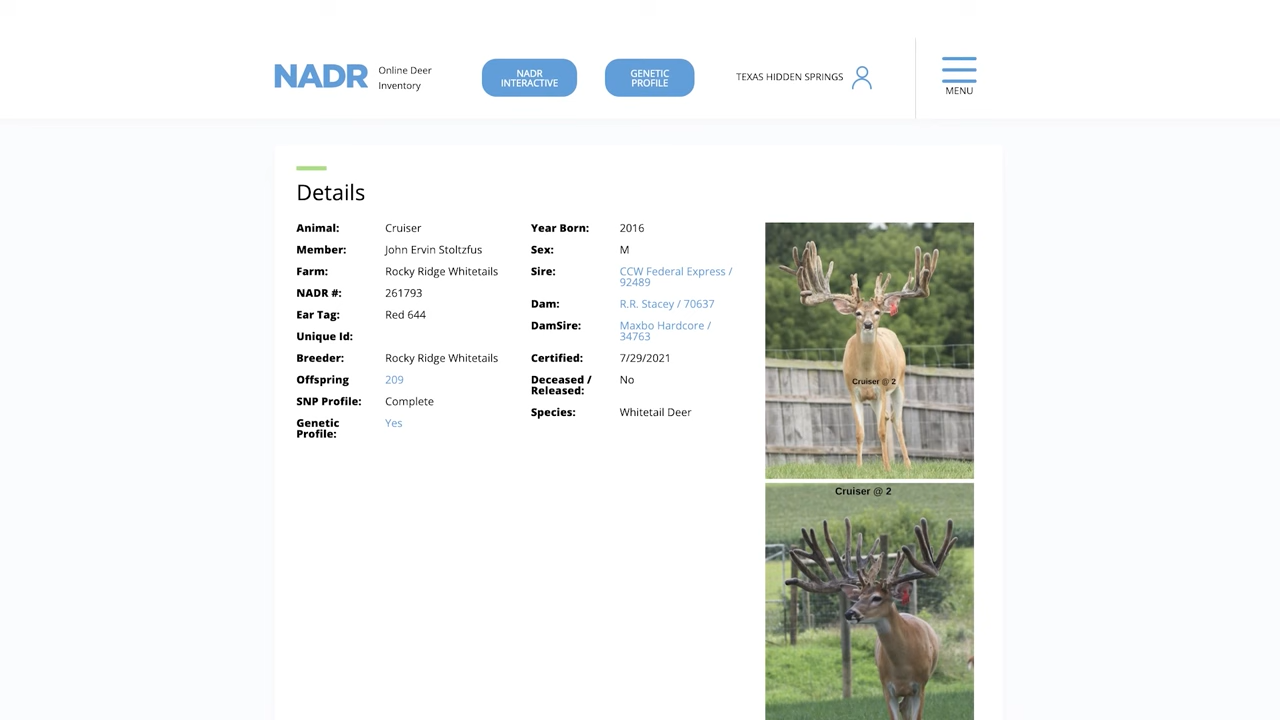 NADR
Online Deer
Inventory
NADR
INTERACTIVE
GENETIC
PROFILE
TEXAS HIDDEN SPRINGS
MENU
Details
Animal: Cruiser
Member: John Ervin Stoltzfus
Farm: Rocky Ridge Whitetails
NADR #: 261793
Ear Tag: Red 644
Unique Id:
Breeder: Rocky Ridge Whitetails
Offspring 209
SNP Profile: Complete
Genetic Yes
Profile:
Year Born: 2016
Sex: M
Sire: CCW Federal Express /
92489
Dam: R.R. Stacey / 70637
DamSire: Maxbo Hardcore /
34763
Certified: 7/29/2021
Deceased / No
Released:
Species: Whitetail Deer
Cruiser @ 2
Cruiser @ 2